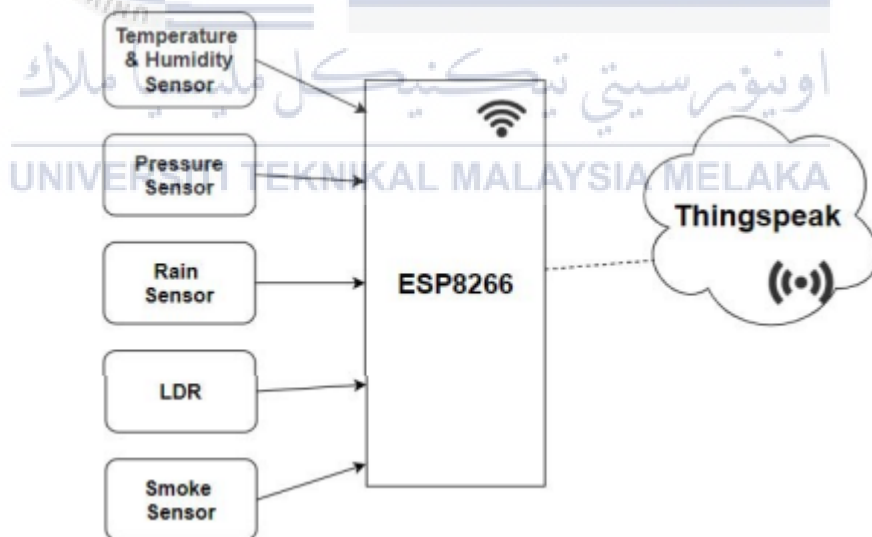 Temperature
& Humidity
Sensor
اونيۏرسيتي تيكنيكل مليسيا ملاك
Pressure
Sensor
UNIVERSITI TEKNIKAL MALAYSIA MELAKA
Thingspeak
Rain
Sensor
ESP8266
LDR
Smoke
Sensor